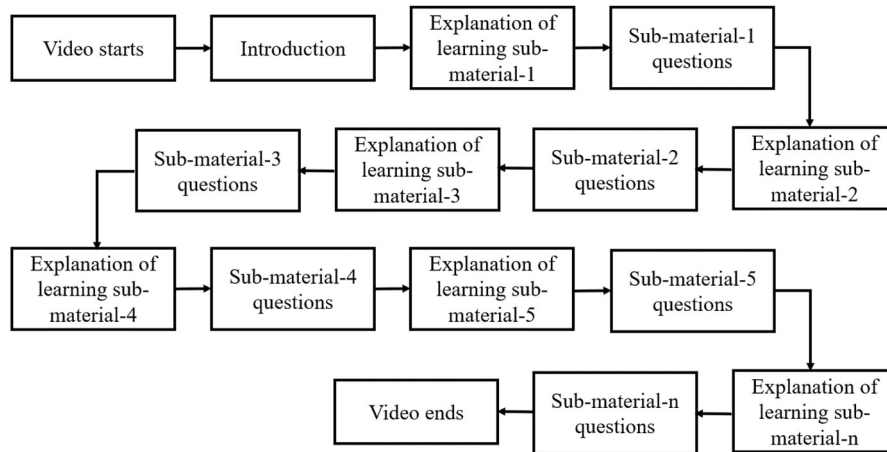 Video starts
Introduction
Explanation of
learning sub-
material-1
Sub-material-1
questions
Explanation of
learning sub-
material-2
Sub-material-2
questions
Explanation of
learning sub-
material-3
Sub-material-3
questions
Explanation of
learning sub-
material-4
Sub-material-4
questions
Explanation of
learning sub-
material-5
Sub-material-5
questions
Explanation of
learning sub-
material-n
Sub-material-n
questions
Video ends